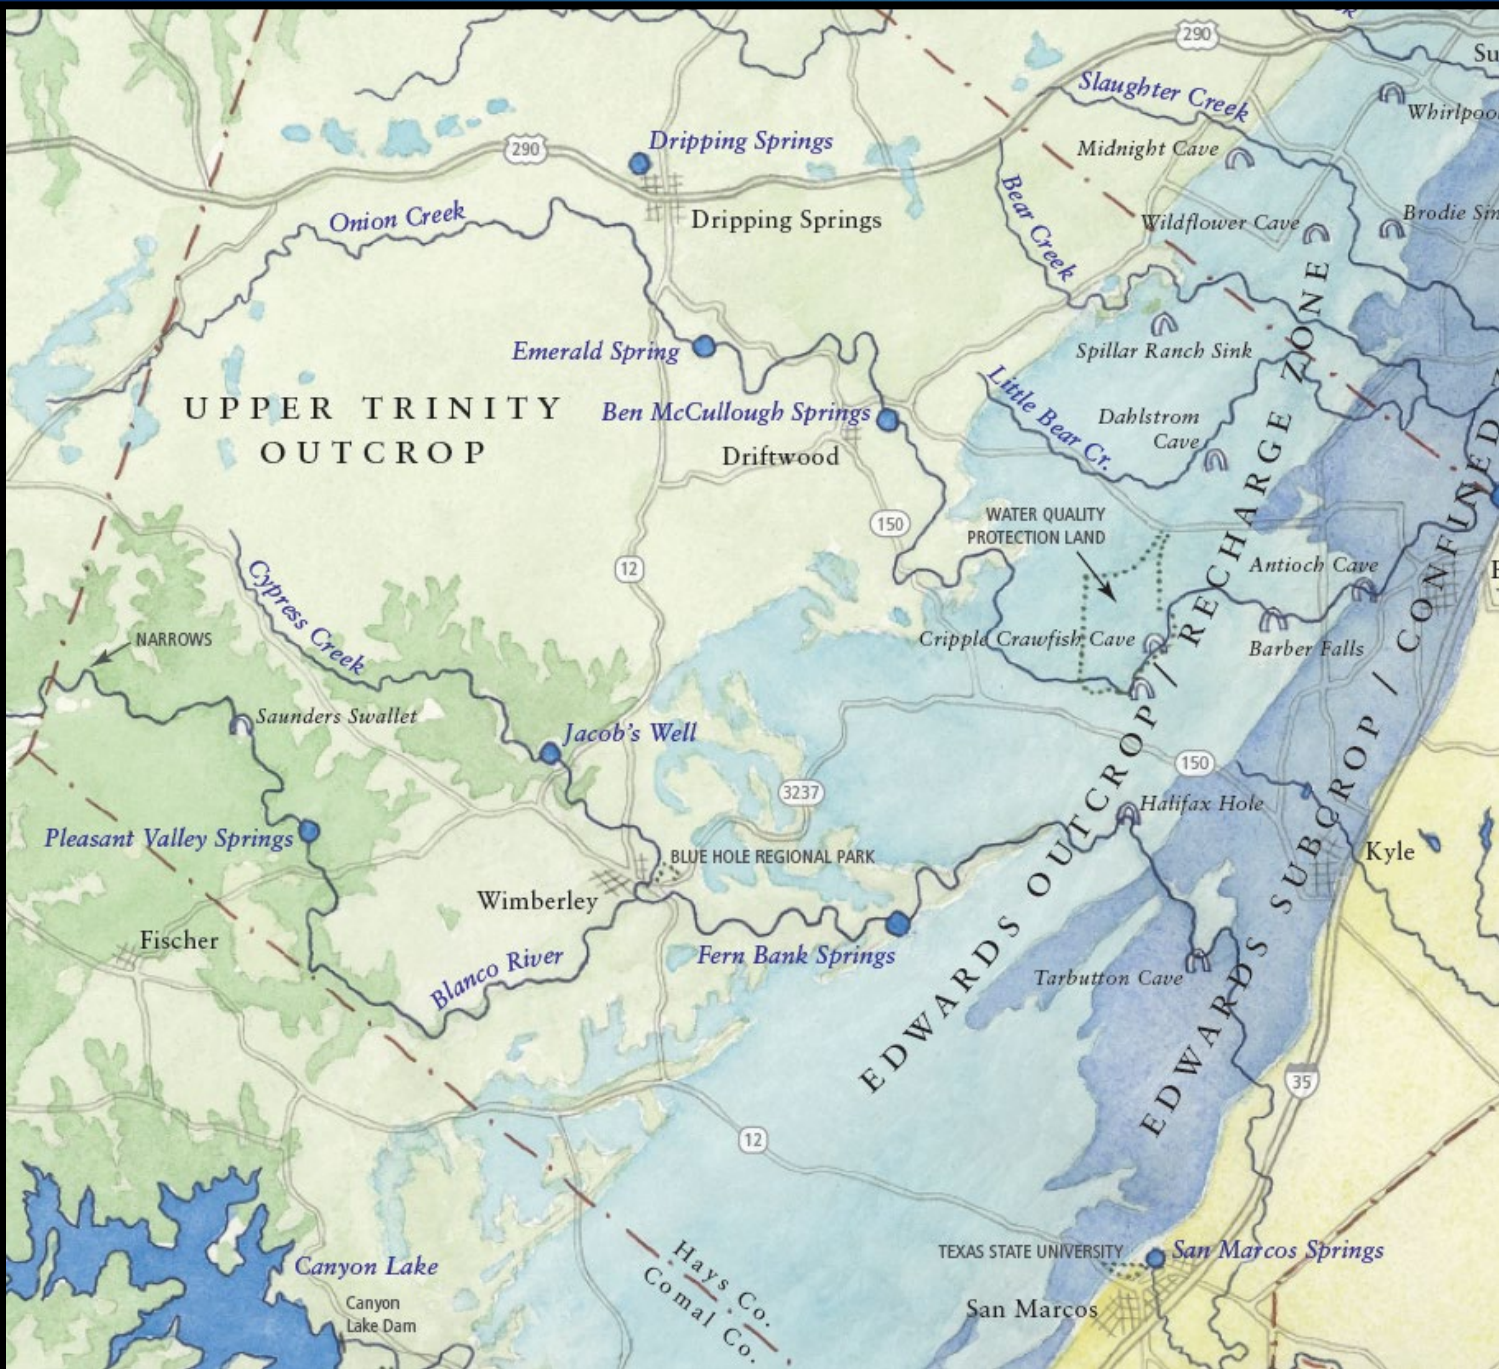 290
Su
Slaughter Creek
Whirlpoo
290
Dripping Springs
Midnight Cave
Bear Creek
Onion Creek
Dripping Springs
Wildflower Cave
Brodie Sin
Emerald Spring
Spillar Ranch Sink
UPPER TRINITY
OUTCROP
Ben McCullough Springs
Driftwood
Little Bear Cr.
Dahlstrom
Cave
150
WATER QUALITY
PROTECTION LAND
12
Antioch Cave
Cypress Creek
NARROWS
Cripple Crawfish Cave
Barber Falls
Saunders Swallet
Jacob's Well
150
3237
Halifax Hole
Pleasant Valley Springs
BLUE HOLE REGIONAL PARK
Kyle
Wimberley
Fischer
Blanco River
Fern Bank Springs
Tarbutton Cave
EDWARDS OUTCROP / RECHARGE ZONE
EDWARDS SUBCROP / CONFINED
35
12
Hays Co.
Comal Co.
TEXAS STATE UNIVERSITY
San Marcos Springs
Canyon Lake
Canyon
Lake Dam
San Marcos